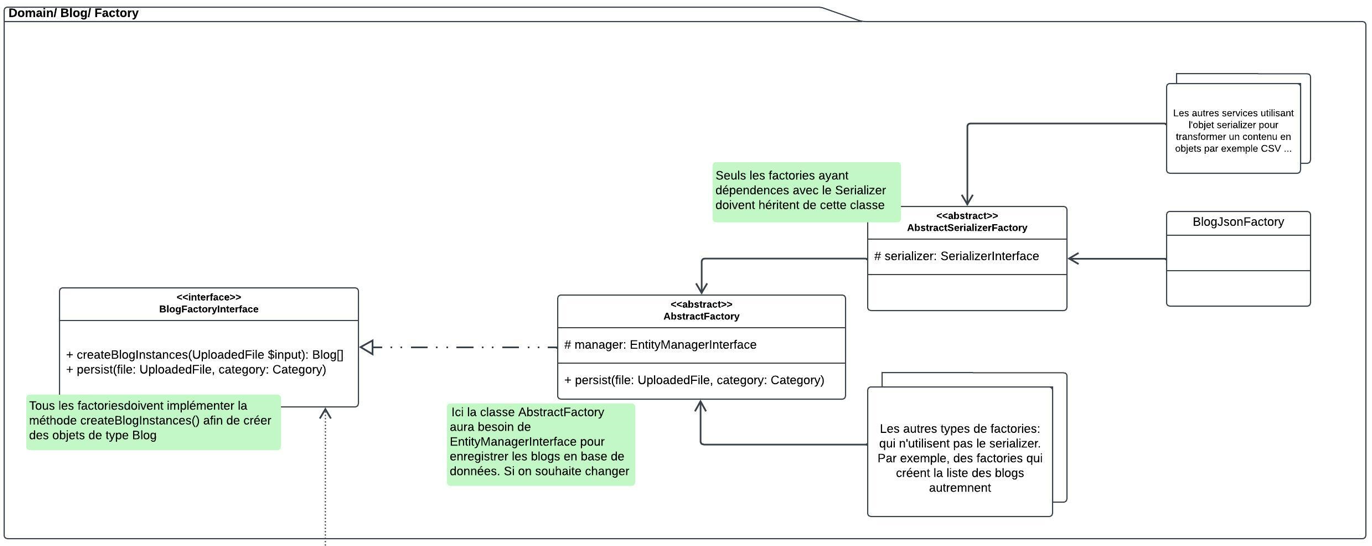 Domain/ Blog/ Factory
Les autres services utilisant
l'objet serializer pour
transformer un contenu en
objets par exemple CSV ...
Seuls les factories ayant
dépendences avec le Serializer
doivent héritent de cette classe
<<abstract>>
AbstractSerializerFactory
# serializer: SerializerInterface
BlogJsonFactory
<<interface>>
BlogFactoryInterface
+ createBlogInstances(UploadedFile $input): Blog[]
+ persist(file: UploadedFile, category: Category)
<<abstract>>
AbstractFactory
# manager: EntityManagerInterface
+ persist(file: UploadedFile, category: Category)
Tous les factoriesdoivent implémenter la
méthode createBlogInstances() afin de créer
des objets de type Blog
Ici la classe AbstractFactory
aura besoin de
EntityManagerInterface pour
enregistrer les blogs en base de
données. Si on souhaite changer
Les autres types de factories:
qui n'utilisent pas le serializer.
Par exemple, des factories qui
créent la liste des blogs
autremnent